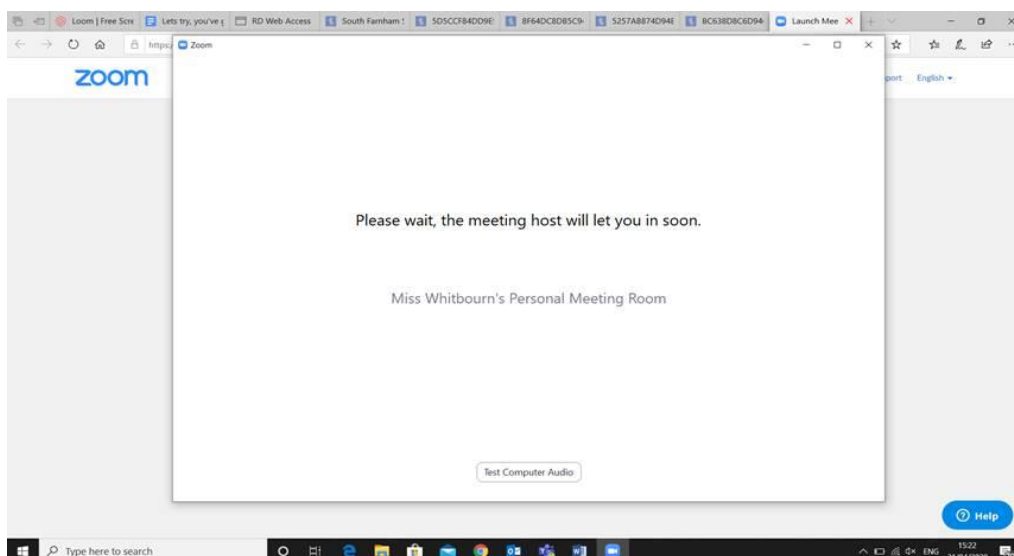 Loom | Free Scre
Lets try, you've g
RD Web Access
South Farnham
Launch Mee
Zoom
zoom
port English
Please wait, the meeting host will let you in soon.
Miss Whitbourn's Personal Meeting Room
Test Computer Audio
Help
Type here to search
ENG
15:22